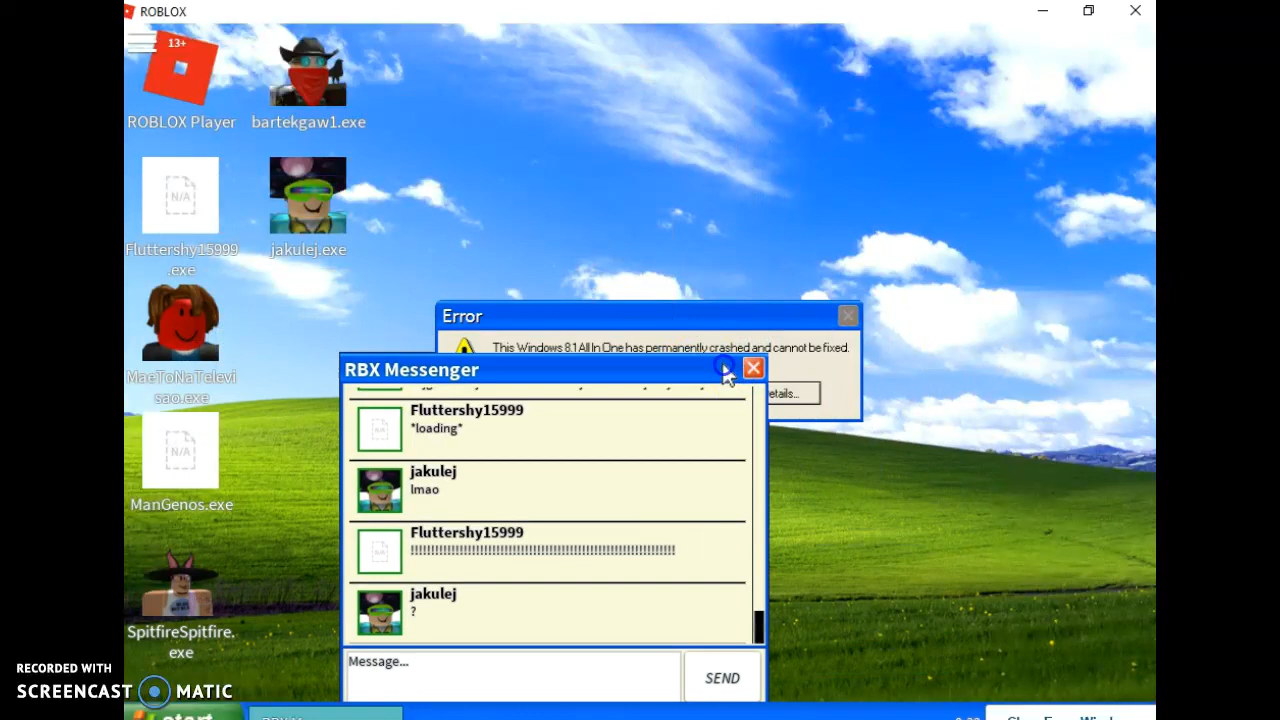 ROBLOX
13+
ROBLOX Player
bartekgaw1.exe
N/A
Fluttershy15999
.exe
jakulej.exe
MaeToNaTelevi
sao.exe
N/A
ManGenos.exe
SpitfireSpitfire.
exe
Error
This Windows 8.1 All In One has permanently crashed and cannot be fixed.
etails...
RBX Messenger
Fluttershy15999
*loading*
jakulej
lmao
Fluttershy15999
!!!!!!!!!!!!!!!!!!!!!!!!!!!!!!!!!!!!!!!!!!!!!!!!!!!!!!!!!!!!!!!!!!
jakulej
?
Message...
SEND
RECORDED WITH
SCREENCAST MATIC
start